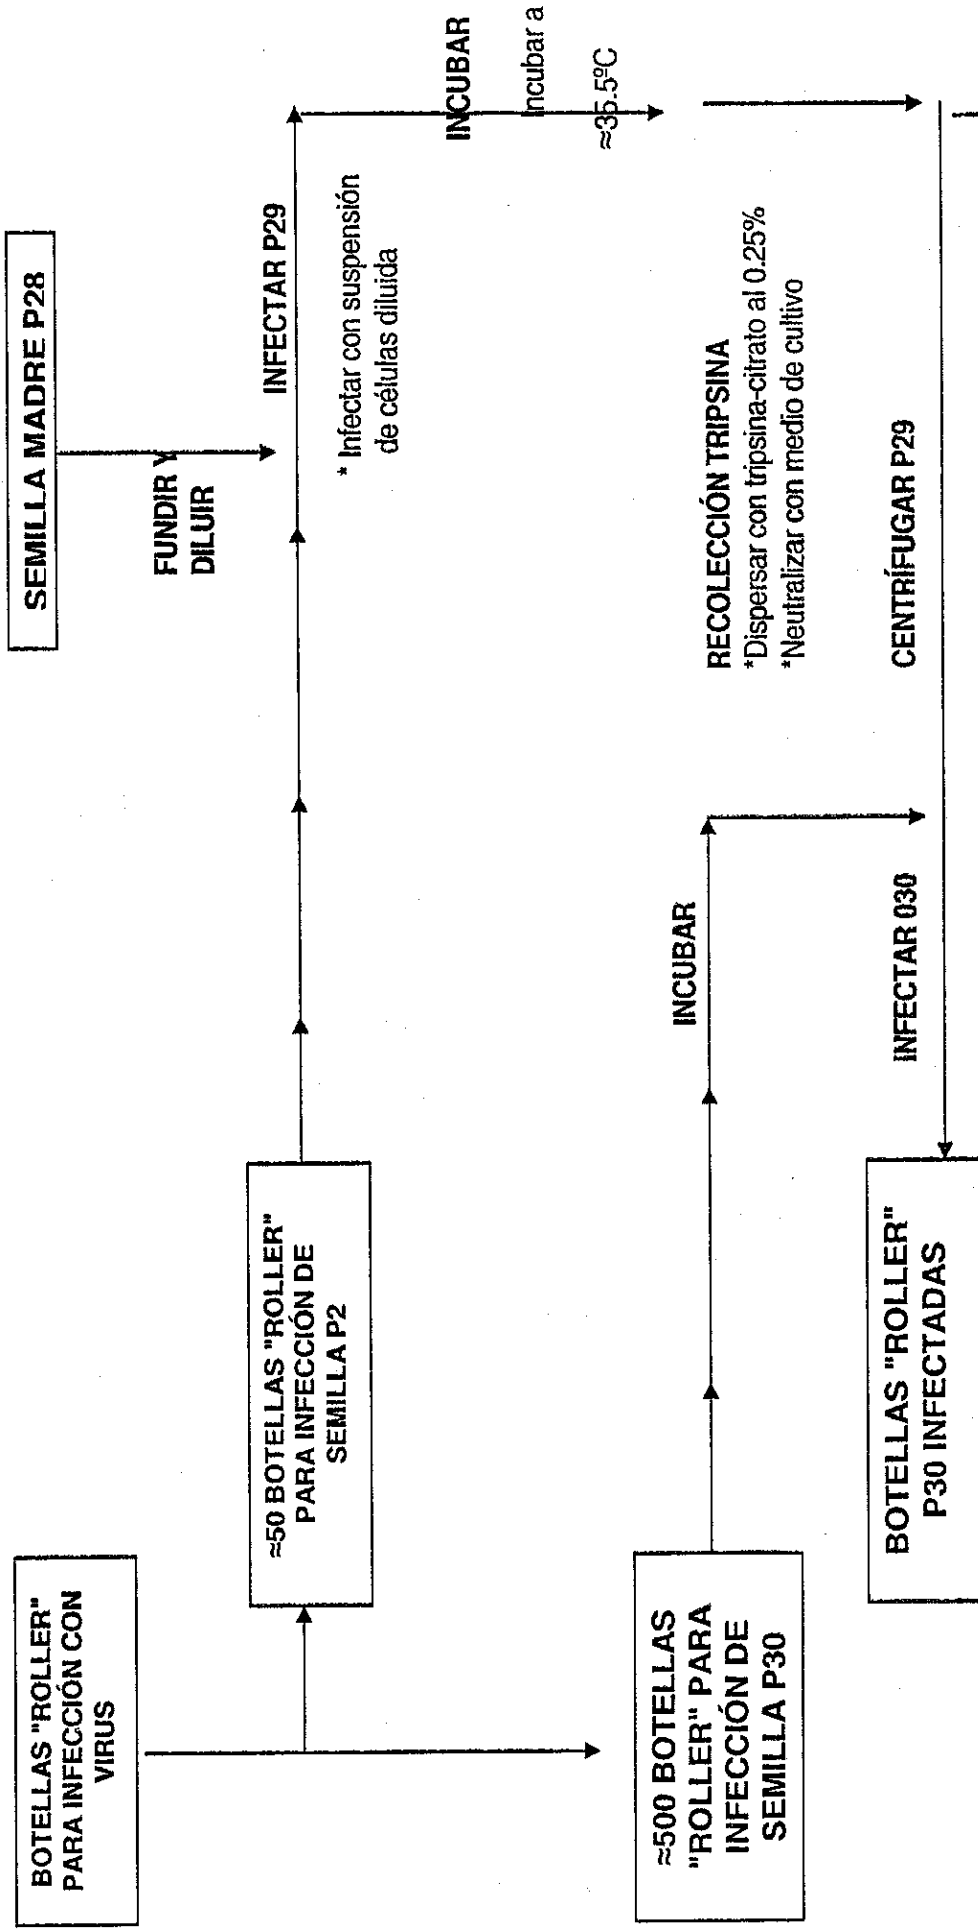 BOTELLAS "ROLLER"
PARA INFECCIÓN CON
VIRUS
SEMILLA MADRE P28
FUNDIR Y
DILUIR
≈50 BOTELLAS "ROLLER"
PARA INFECCIÓN DE
SEMILLA P2
INFECTAR P29
* Infectar con suspensión
de células diluida
INCUBAR
Incubar a
≈35.5ºC
≈500 BOTELLAS
"ROLLER" PARA
INFECCIÓN DE
SEMILLA P30
INCUBAR
RECOLECCIÓN TRIPSINA
*Dispersar con tripsina-citrato al 0.25%
*Neutralizar con medio de cultivo
BOTELLAS "ROLLER"
P30 INFECTADAS
INFECTAR 030
CENTRÍFUGAR P29